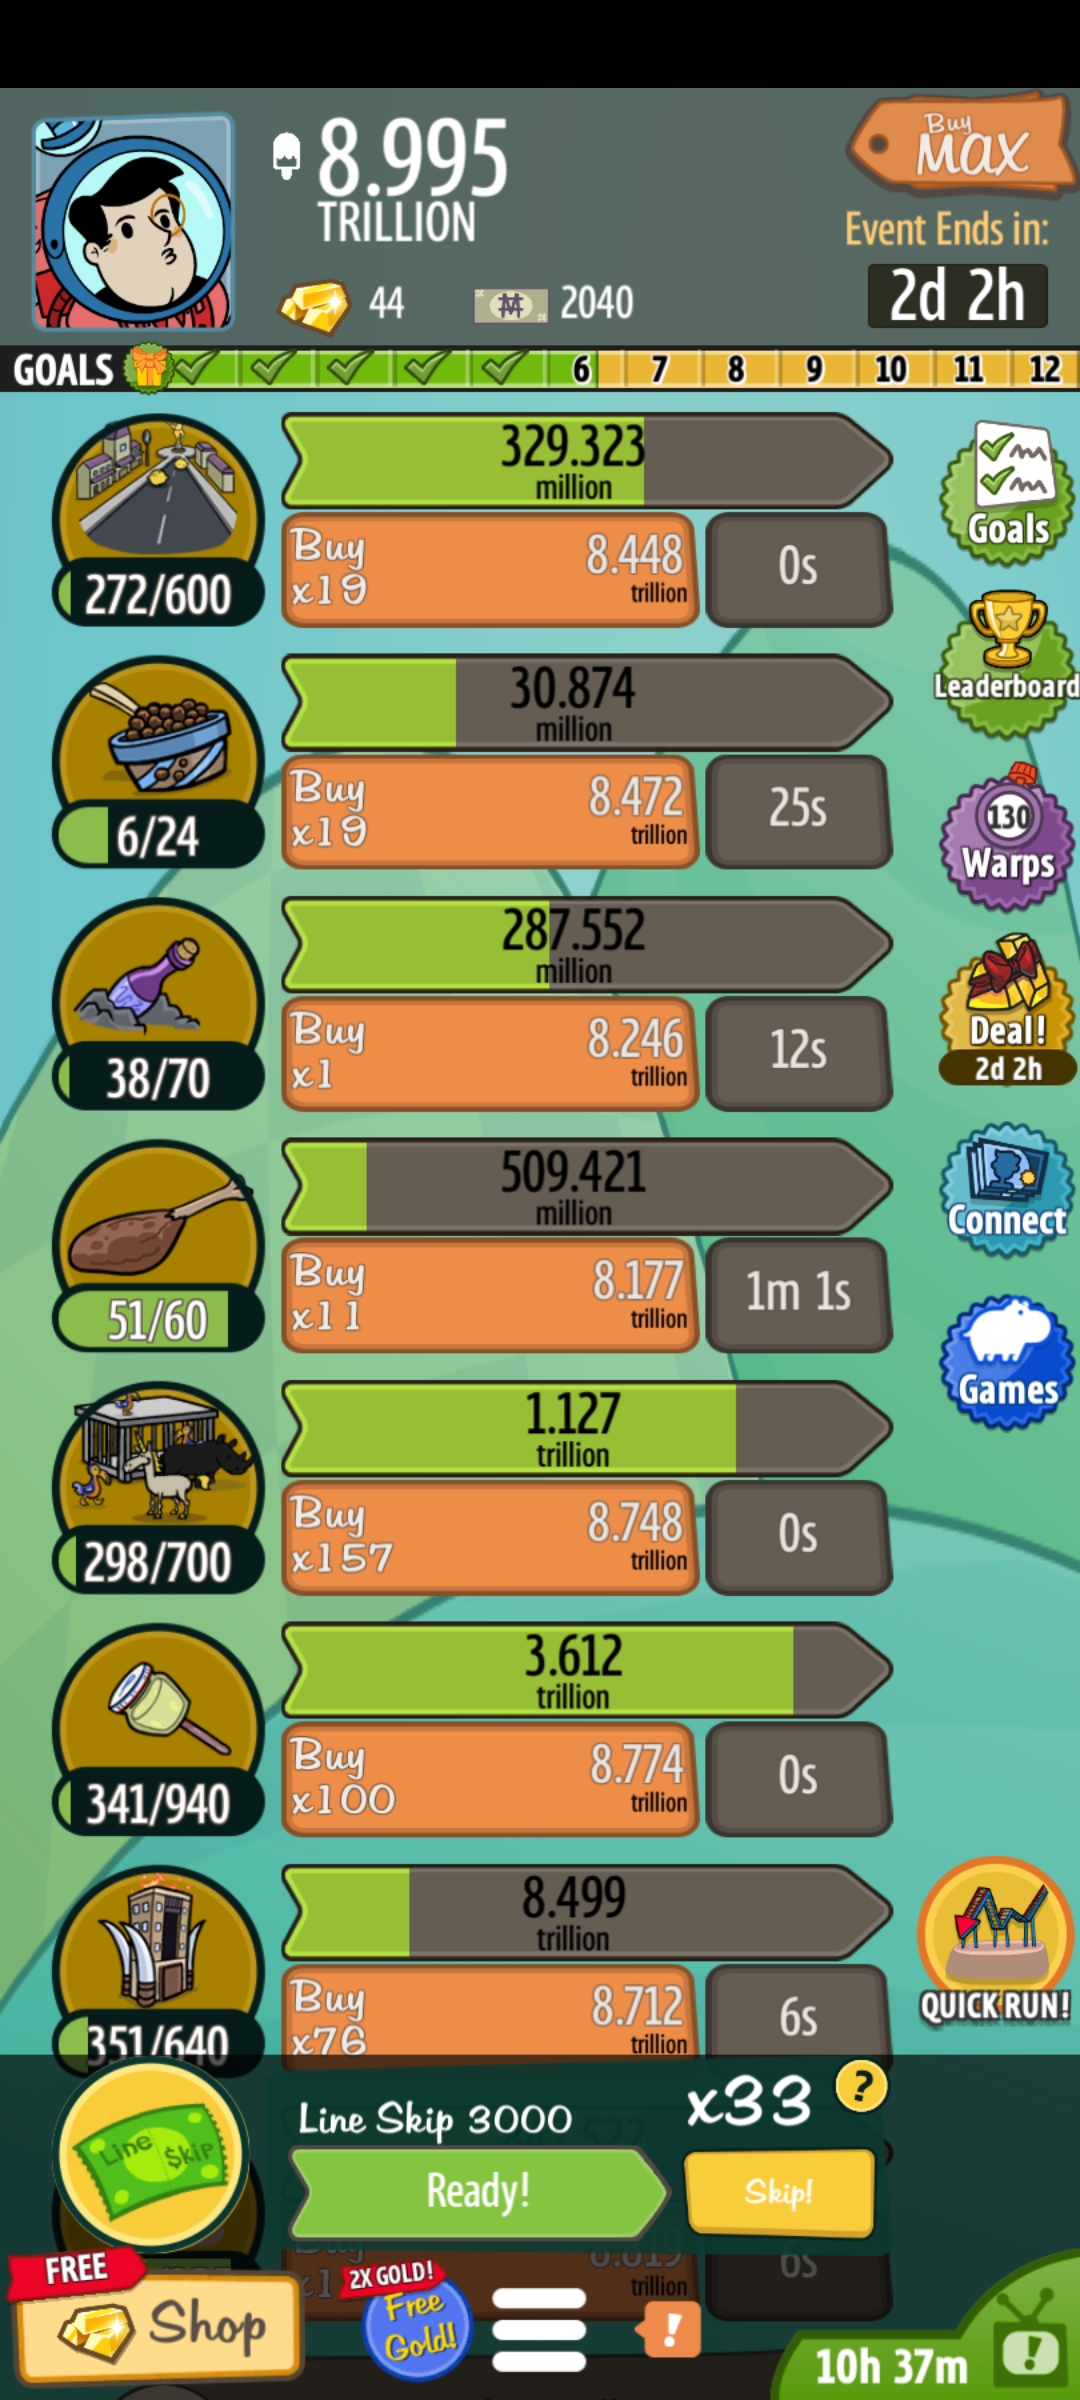 8.995
TRILLION
Buy
MAX
Event Ends in:
2d 2h
44
2040
GOALS
6 7 8 9 10 11 12
329.323
million
Buy
x19
8.448
trillion
0s
272/600
Goals
30.874
million
Buy
x19
8.472
trillion
25s
6/24
Leaderboard
287.552
million
Buy
x1
8.246
trillion
12s
38/70
130
Warps
Deal!
2d 2h
509.421
million
Buy
x11
8.177
trillion
1m 1s
51/60
Connect
Games
1.127
trillion
Buy
x157
8.748
trillion
0s
298/700
3.612
trillion
Buy
x100
8.774
trillion
0s
341/940
8.499
trillion
Buy
x76
8.712
trillion
6s
351/640
QUICK RUN!
Line Skip 3000
x33
?
Line $kip
Ready!
Skip!
trillion
6s
FREE
Shop
2X GOLD!
Free
Gold!
!
10h 37m
!